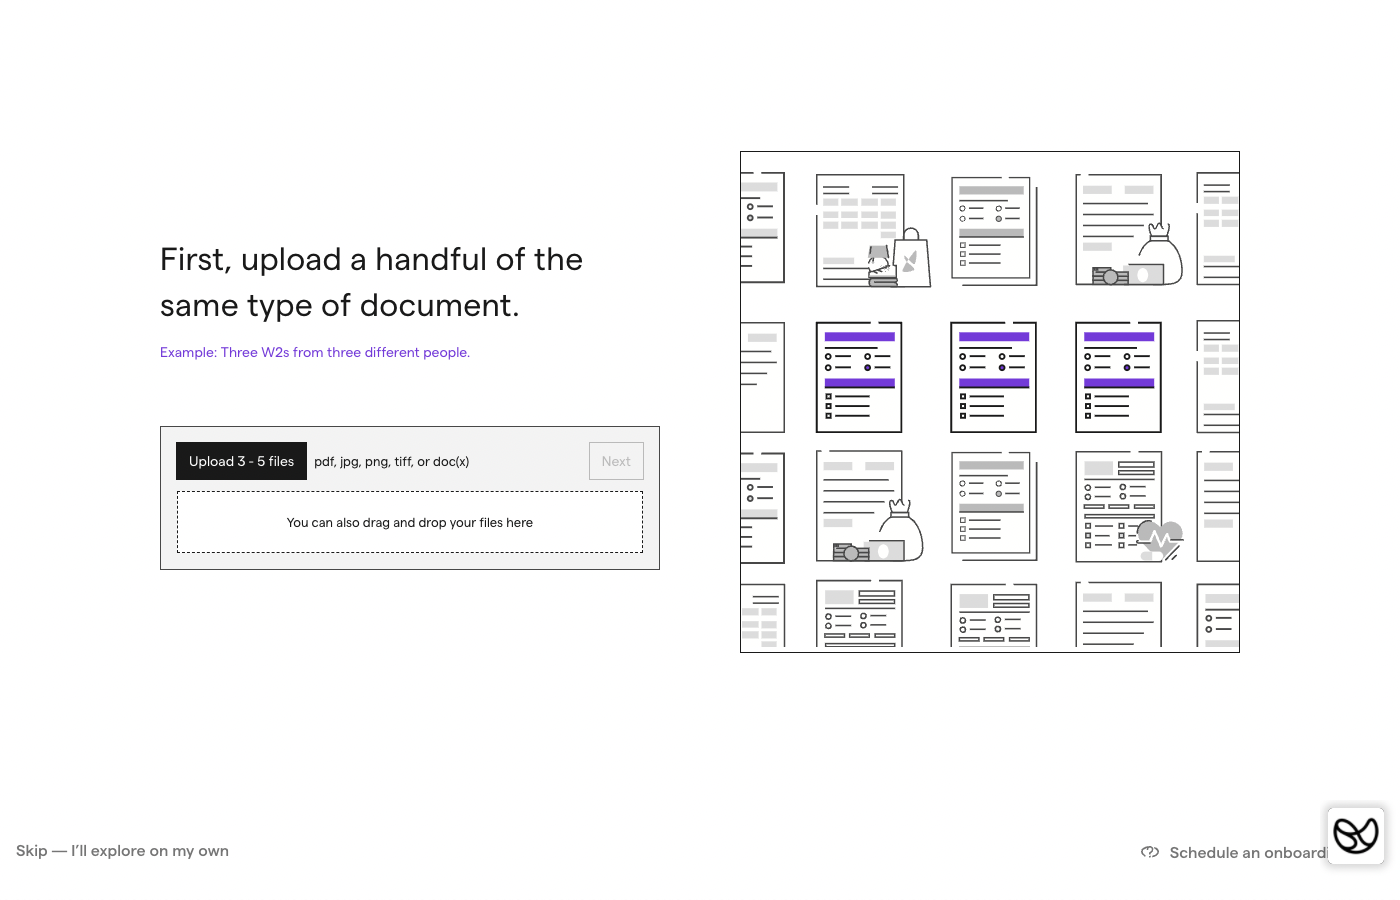 First, upload a handful of the
same type of document.
Example: Three W2s from three different people.
Upload 3 - 5 files pdf, jpg, png, tiff, or doc(x) Next
You can also drag and drop your files here
Skip — I’ll explore on my own
Schedule an